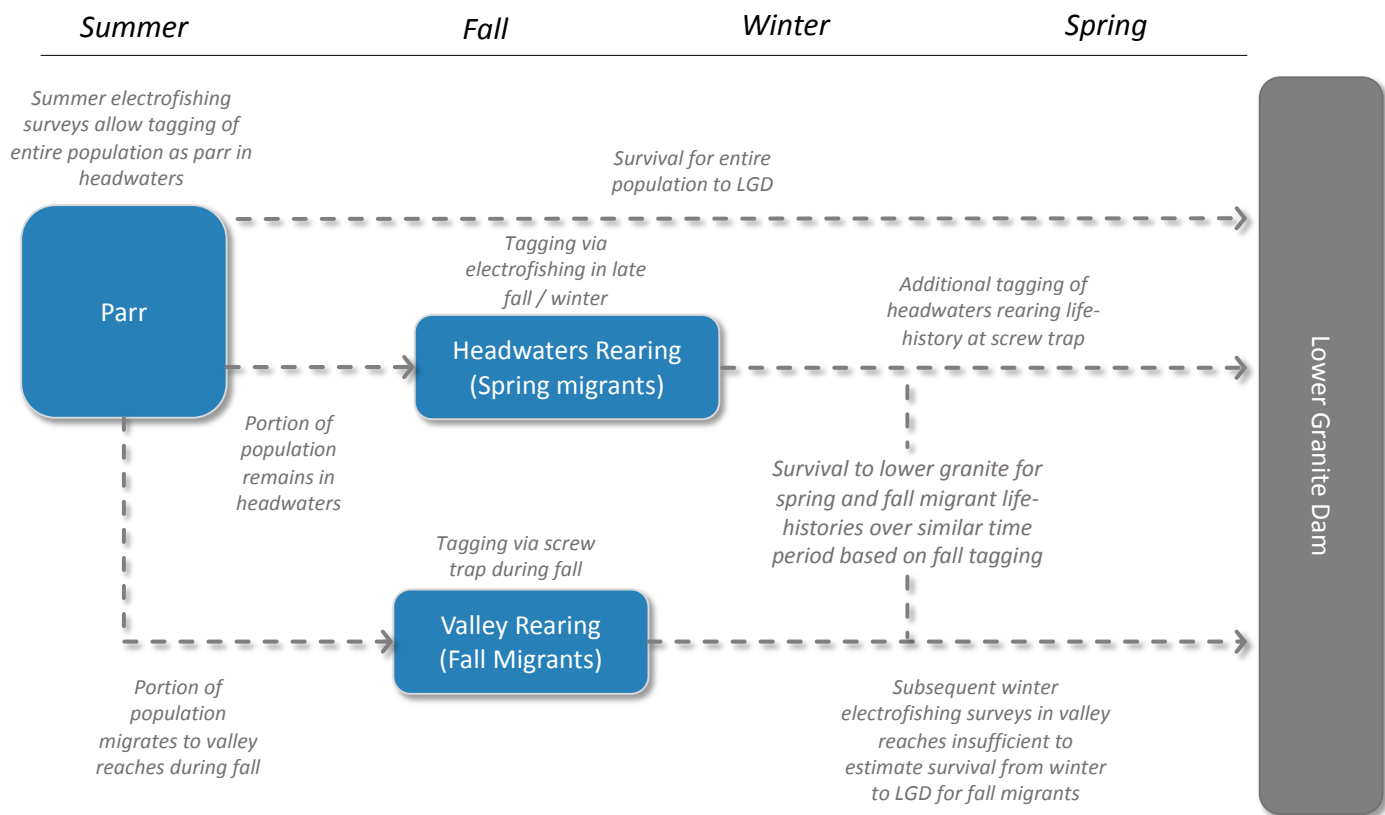 Summer
Fall
Winter
Spring
Summer electrofishing
surveys allow tagging of
entire population as parr in
headwaters
Survival for entire
population to LGD
Parr
Tagging via
electrofishing in late
fall / winter
Headwaters Rearing
(Spring migrants)
Additional tagging of
headwaters rearing life-
history at screw trap
Portion of
population
remains in
headwaters
Survival to lower granite for
spring and fall migrant life-
histories over similar time
period based on fall tagging
Tagging via screw
trap during fall
Valley Rearing
(Fall Migrants)
Portion of
population
migrates to valley
reaches during fall
Subsequent winter
electrofishing surveys in valley
reaches insufficient to
estimate survival from winter
to LGD for fall migrants
Lower Granite Dam